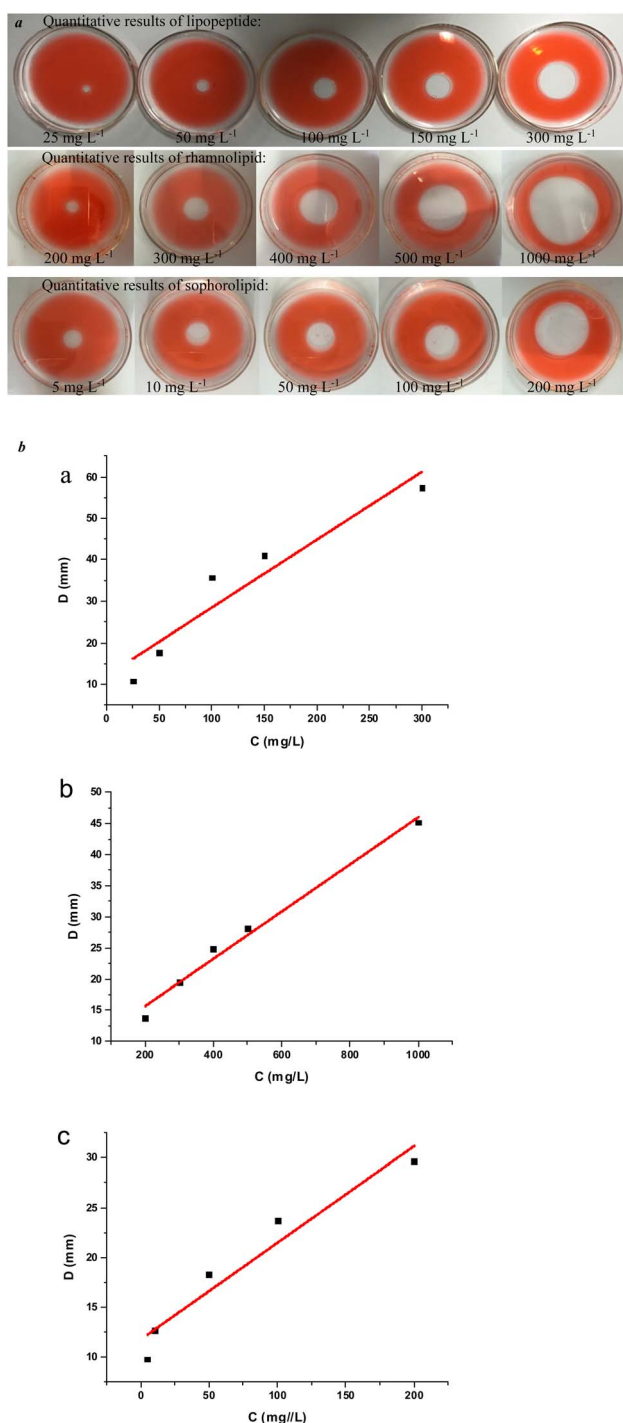 a Quantitative results of lipopeptide:
25 mg L-1 50 mg L-1 100 mg L-1 150 mg L-1 300 mg L-1
Quantitative results of rhamnolipid:
200 mg L-1 300 mg L-1 400 mg L-1 500 mg L-1 1000 mg L-1
Quantitative results of sophorolipid:
5 mg L-1 10 mg L-1 50 mg L-1 100 mg L-1 200 mg L-1
b
a
D (mm)
60
50
40
30
20
10
0 50 100 150 200 250 300
C (mg/L)
b
D (mm)
50
45
40
35
30
25
20
15
10
200 400 600 800 1000
C (mg/L)
c
D (mm)
30
25
20
15
10
0 50 100 150 200
C (mg//L)